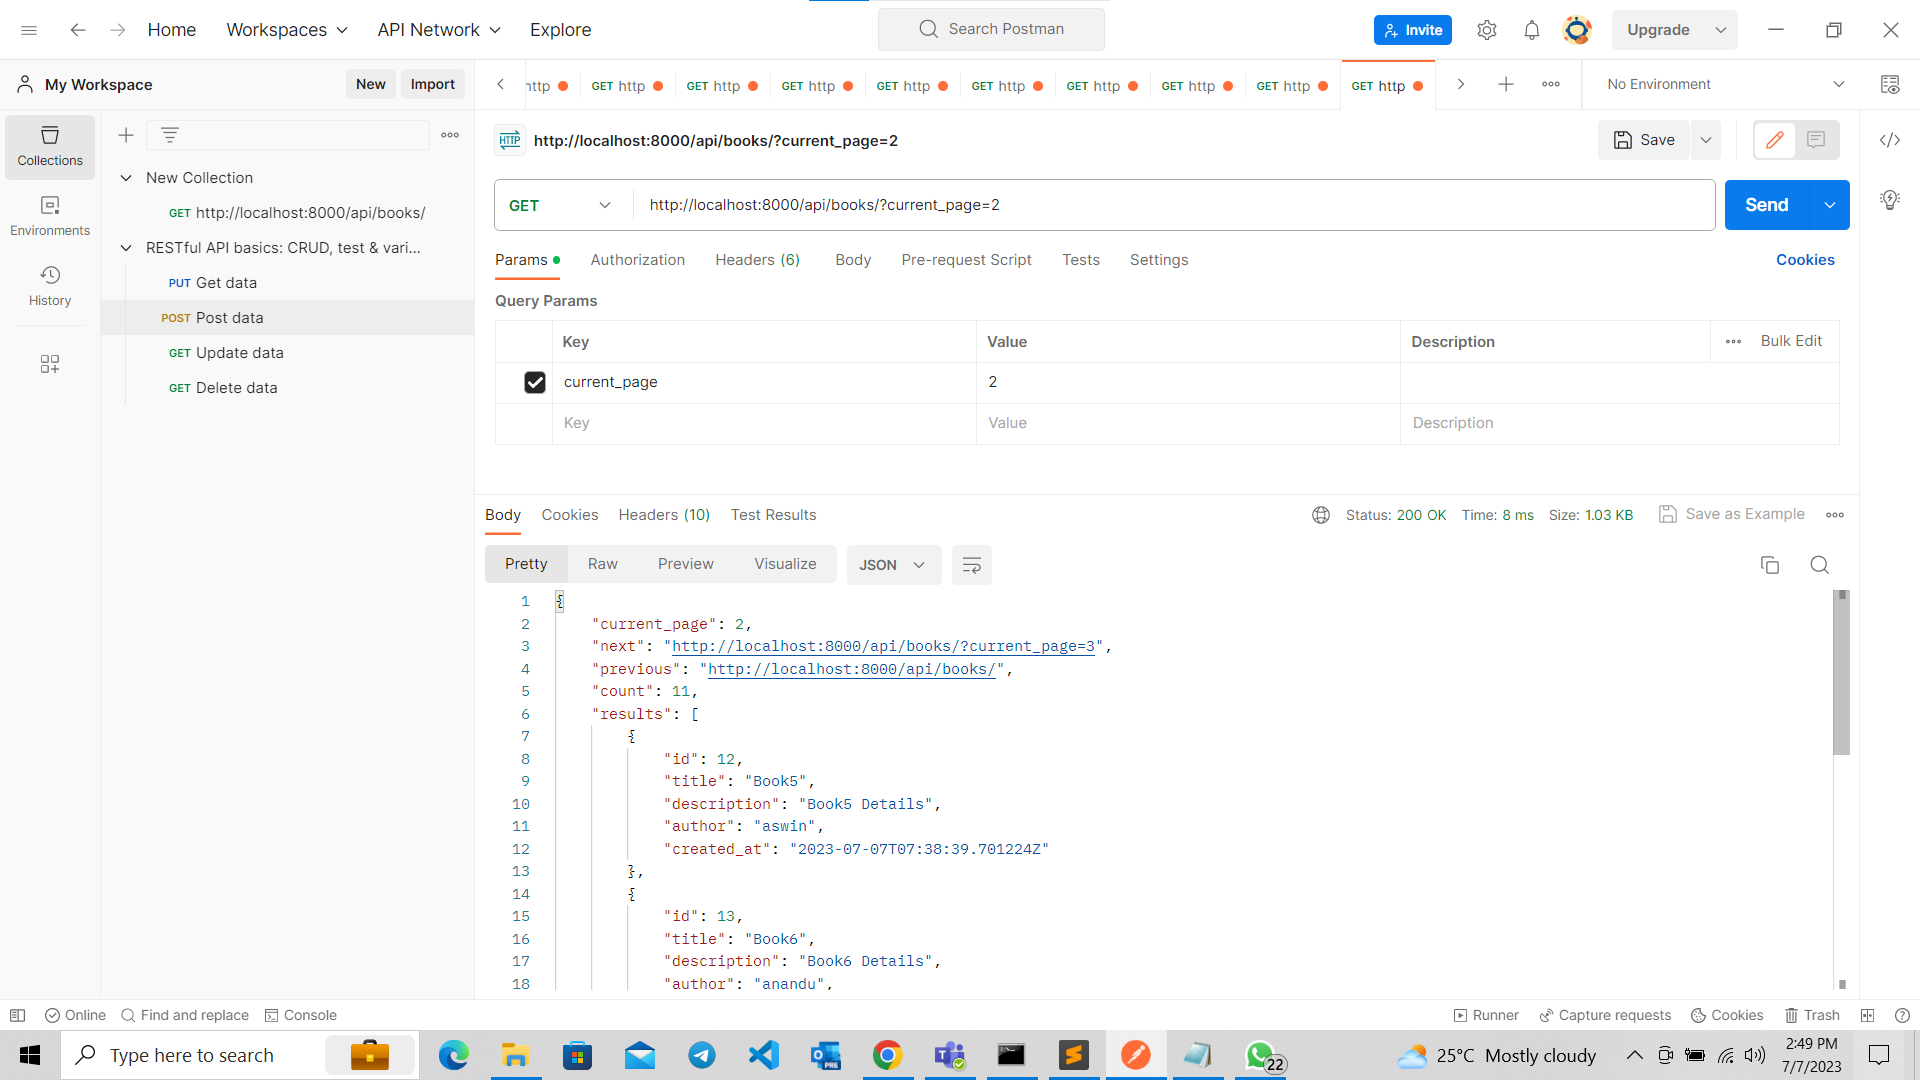 Home
Workspaces
API Network
Explore
Search Postman
Invite
Upgrade
My Workspace
New
Import
http
GET http
GET http
GET http
GET http
GET http
GET http
GET http
GET http
GET http
No Environment
Collections
Environments
History
New Collection
GET http://localhost:8000/api/books/
RESTful API basics: CRUD, test & vari...
PUT Get data
POST Post data
GET Update data
GET Delete data
HTTP http://localhost:8000/api/books/?current_page=2
Save
GET http://localhost:8000/api/books/?current_page=2
Send
Params Authorization Headers (6) Body Pre-request Script Tests Settings Cookies
Query Params
Key Value Description Bulk Edit
current_page 2
Key Value Description
Body Cookies Headers (10) Test Results
Status: 200 OK Time: 8 ms Size: 1.03 KB Save as Example
Pretty Raw Preview Visualize JSON
1 {
2 "current_page": 2,
3 "next": "http://localhost:8000/api/books/?current_page=3",
4 "previous": "http://localhost:8000/api/books/",
5 "count": 11,
6 "results": [
7 {
8 "id": 12,
9 "title": "Book5",
10 "description": "Book5 Details",
11 "author": "aswin",
12 "created_at": "2023-07-07T07:38:39.701224Z"
13 },
14 {
15 "id": 13,
16 "title": "Book6",
17 "description": "Book6 Details",
18 "author": "anandu",
Online Find and replace Console
Runner Capture requests Cookies Trash
Type here to search
PRE
22
25°C Mostly cloudy
2:49 PM
7/7/2023